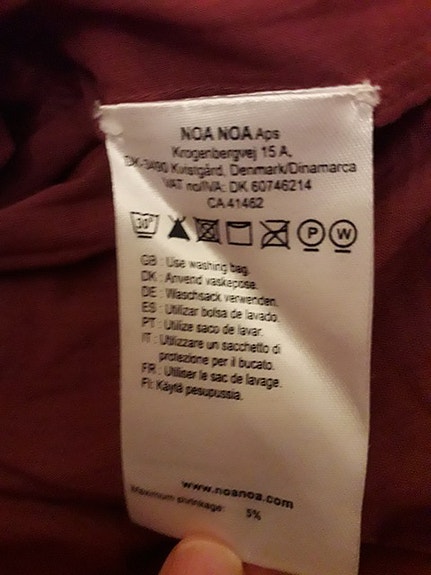 NOA NOA Aps
Krogenbergvej 15 A,
DK-3490 Kvistgård, Denmark/Dinamarca
VAT no/IVA: DK 60746214
CA 41462
30° P W
GB : Use washing bag.
DK : Anvend vaskepose.
DE : Waschsack verwenden.
ES : Utilizar bolsa de lavado.
PT : Utilize saco de lavar.
IT : Utilizzare un sacchetto di
protezione per il bucato.
FR : Utiliser le sac de lavage.
FI: Käytä pesupussia.
www.noanoa.com
Maximum shrinkage: 5%